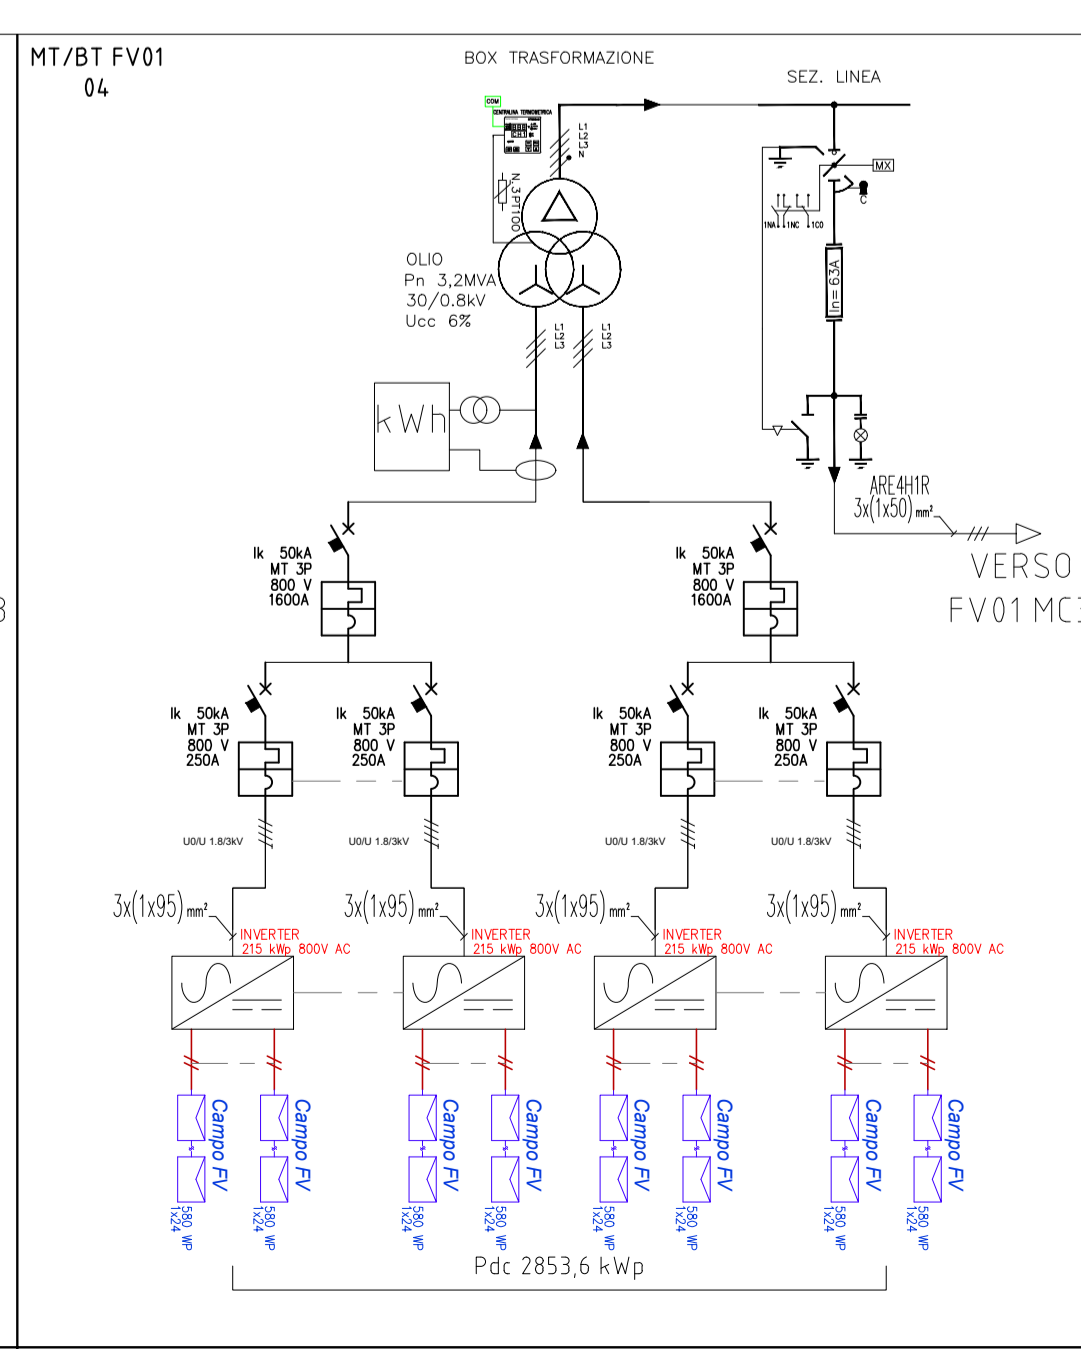 MT/BT FV01
04
BOX TRASFORMAZIONE
SEZ. LINEA
COM
CENTRALINA TERMOMETRICA
CH.1
L1
L2
L3
N
N.3 PT100
MX
C
1NA
1NC
1CO
In= 63A
OLIO
Pn 3,2MVA
30/0.8kV
Ucc 6%
L1
L2
L3
L1
L2
L3
kWh
ARE4H1R
3x(1x50) mm²
VERSO
FV01 MC3
3
Ik 50kA
MT 3P
800 V
1600A
Ik 50kA
MT 3P
800 V
1600A
Ik 50kA
MT 3P
800 V
250A
Ik 50kA
MT 3P
800 V
250A
Ik 50kA
MT 3P
800 V
250A
Ik 50kA
MT 3P
800 V
250A
U0/U 1.8/3kV
U0/U 1.8/3kV
U0/U 1.8/3kV
U0/U 1.8/3kV
3x(1x95) mm²
3x(1x95) mm²
3x(1x95) mm²
3x(1x95) mm²
INVERTER
215 kWp 800V AC
INVERTER
215 kWp 800V AC
INVERTER
215 kWp 800V AC
INVERTER
215 kWp 800V AC
Campo FV
Campo FV
Campo FV
Campo FV
Campo FV
Campo FV
Campo FV
Campo FV
580 WP
1x24
580 WP
1x24
580 WP
1x24
580 WP
1x24
580 WP
1x24
580 WP
1x24
580 WP
1x24
580 WP
1x24
Pdc 2853,6 kWp